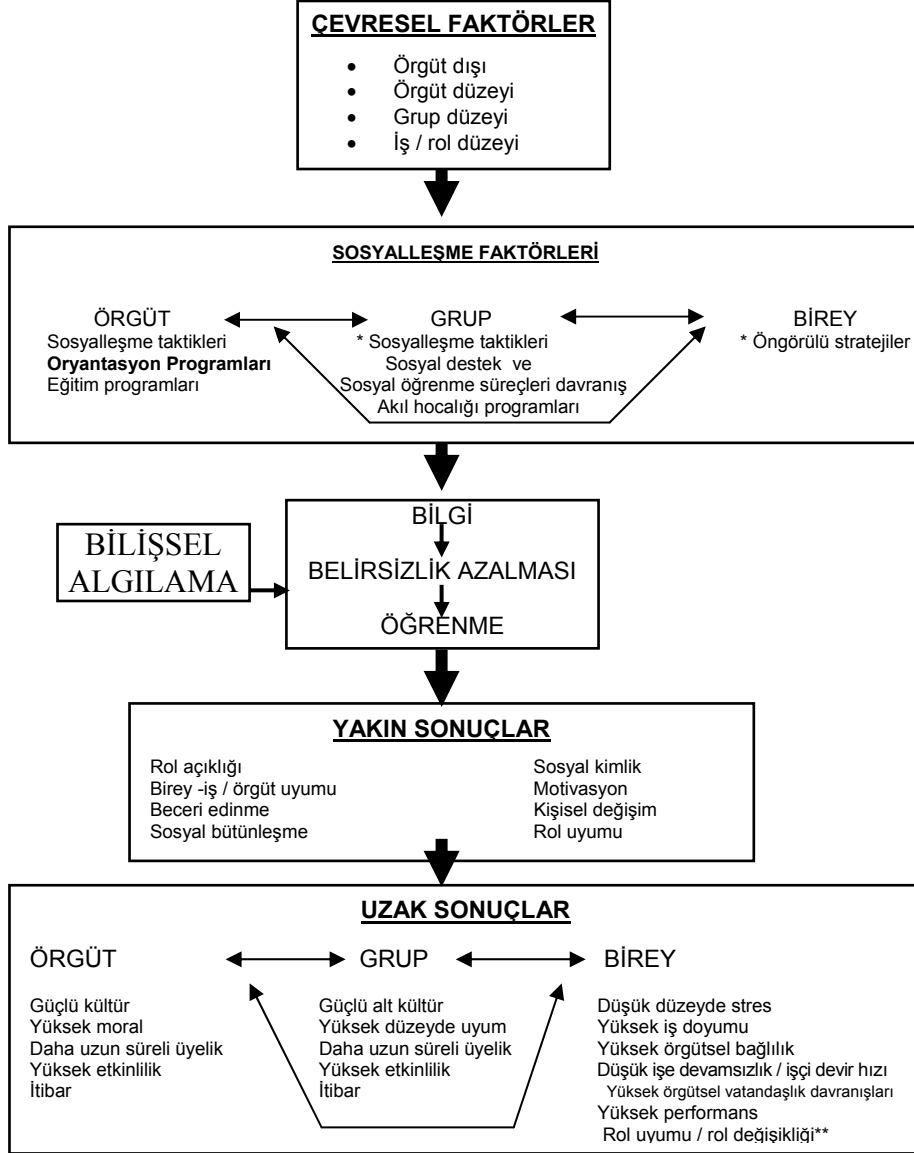 ÇEVRESEL FAKTÖRLER
• Örgüt dışı
• Örgüt düzeyi
• Grup düzeyi
• İş / rol düzeyi
SOSYALLEŞME FAKTÖRLERİ
ÖRGÜT
Sosyalleşme taktikleri
Oryantasyon Programları
Eğitim programları
GRUP
* Sosyalleşme taktikleri
Sosyal destek ve
Sosyal öğrenme süreçleri davranış
Akıl hocalığı programları
BİREY
* Öngörülü stratejiler
BİLİŞSEL
ALGILAMA
BİLGİ
BELİRSİZLİK AZALMASI
ÖĞRENME
YAKIN SONUÇLAR
Rol açıklığı
Birey -iş / örgüt uyumu
Beceri edinme
Sosyal bütünleşme
Sosyal kimlik
Motivasyon
Kişisel değişim
Rol uyumu
UZAK SONUÇLAR
ÖRGÜT
Güçlü kültür
Yüksek moral
Daha uzun süreli üyelik
Yüksek etkinlilik
İtibar
GRUP
Güçlü alt kültür
Yüksek düzeyde uyum
Daha uzun süreli üyelik
Yüksek etkinlilik
İtibar
BİREY
Düşük düzeyde stres
Yüksek iş doyumu
Yüksek örgütsel bağlılık
Düşük işe devamsızlık / işçi devir hızı
Yüksek örgütsel vatandaşlık davranışları
Yüksek performans
Rol uyumu / rol değişikliği**